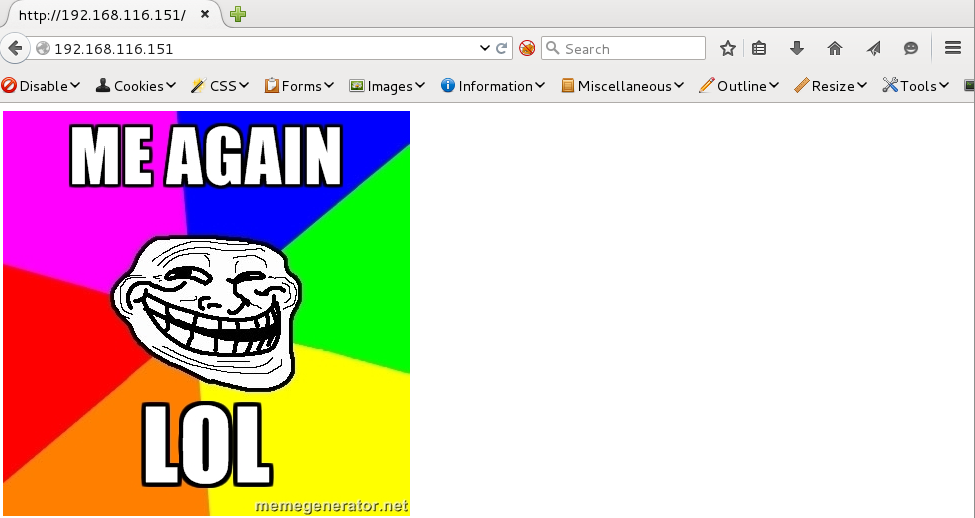 http://192.168.116.151/
192.168.116.151
Search
Disable Cookies CSS Forms Images Information Miscellaneous Outline Resize Tools
ME AGAIN
LOL
memegenerator.net